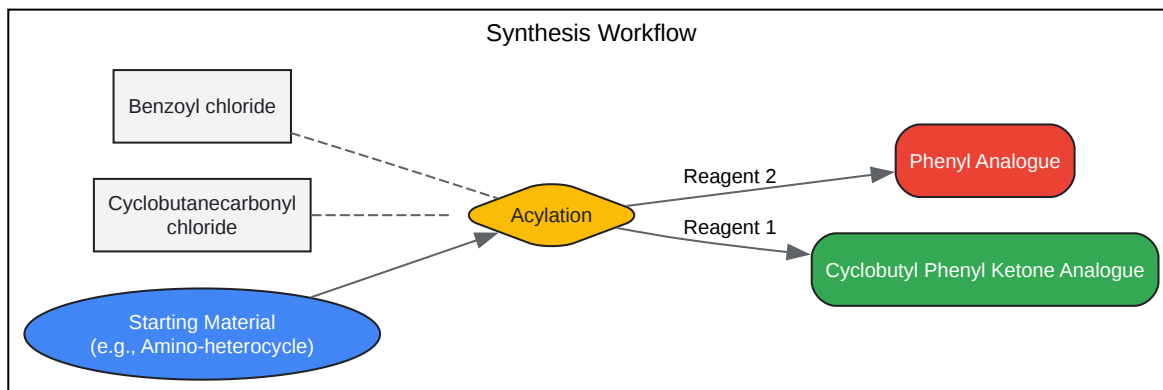 Synthesis Workflow
Benzoyl chloride
Cyclobutanecarbonyl
chloride
Starting Material
(e.g., Amino-heterocycle)
Acylation
Reagent 2
Reagent 1
Phenyl Analogue
Cyclobutyl Phenyl Ketone Analogue